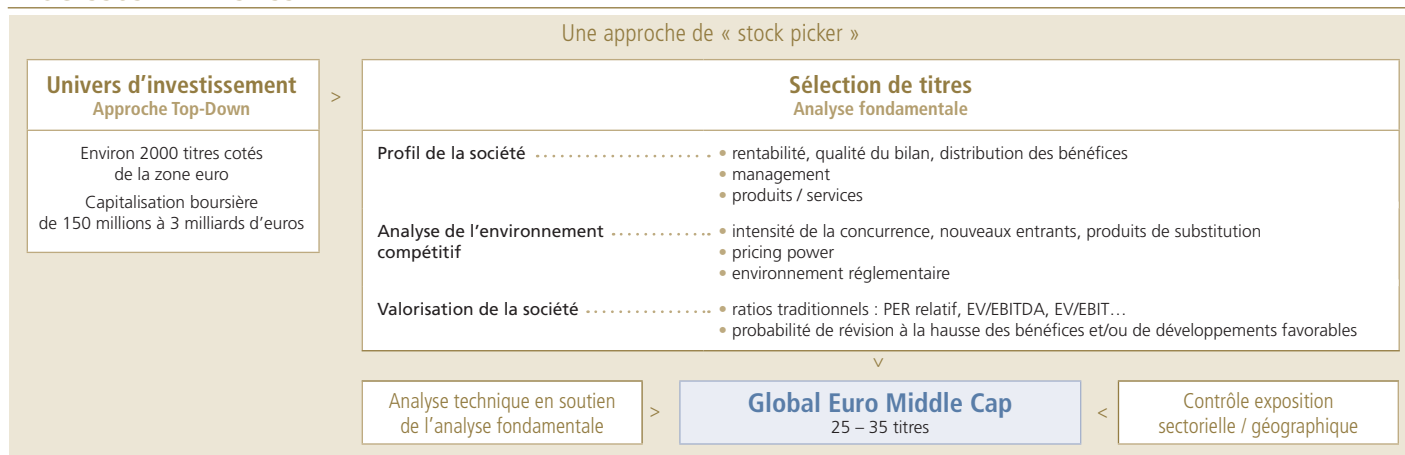 Une approche de « stock picker »
Univers d’investissement
Approche Top-Down
Environ 2000 titres cotés
de la zone euro
Capitalisation boursière
de 150 millions à 3 milliards d’euros
>
Sélection de titres
Analyse fondamentale
Profil de la société ...................... • rentabilité, qualité du bilan, distribution des bénéfices
• management
• produits / services
Analyse de l’environnement ............. • intensité de la concurrence, nouveaux entrants, produits de substitution
compétitif • pricing power
• environnement réglementaire
Valorisation de la société ................ • ratios traditionnels : PER relatif, EV/EBITDA, EV/EBIT…
• probabilité de révision à la hausse des bénéfices et/ou de développements favorables
>
Analyse technique en soutien
de l’analyse fondamentale
>
Global Euro Middle Cap
25 – 35 titres
<
Contrôle exposition
sectorielle / géographique